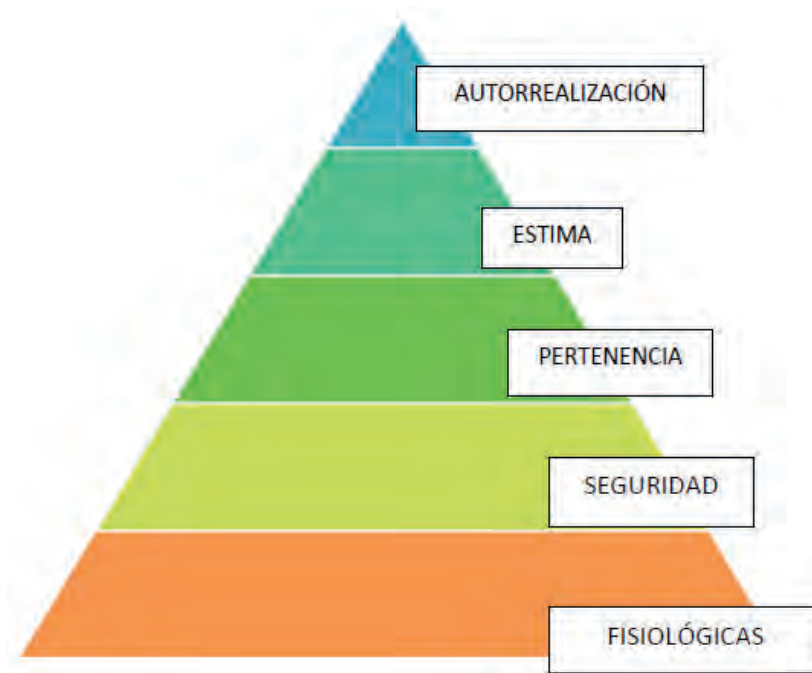 AUTORREALIZACIÓN
ESTIMA
PERTENENCIA
SEGURIDAD
FISIOLÓGICAS